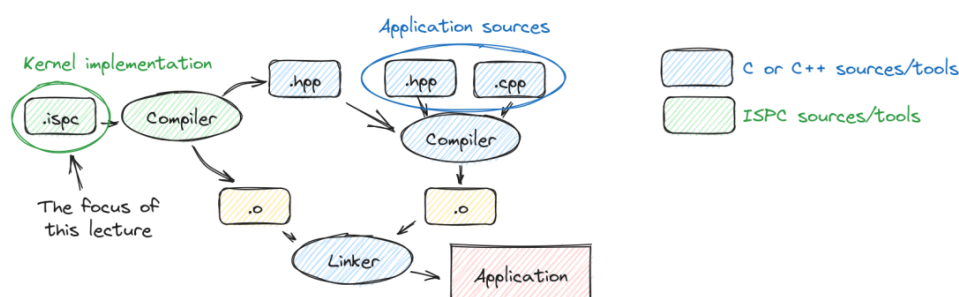 Application sources
Kernel implementation
.hpp
.hpp
.cpp
C or C++ sources/tools
.ispc
Compiler
ISPC sources/tools
Compiler
The focus of
this lecture
.o
.o
Linker
Application